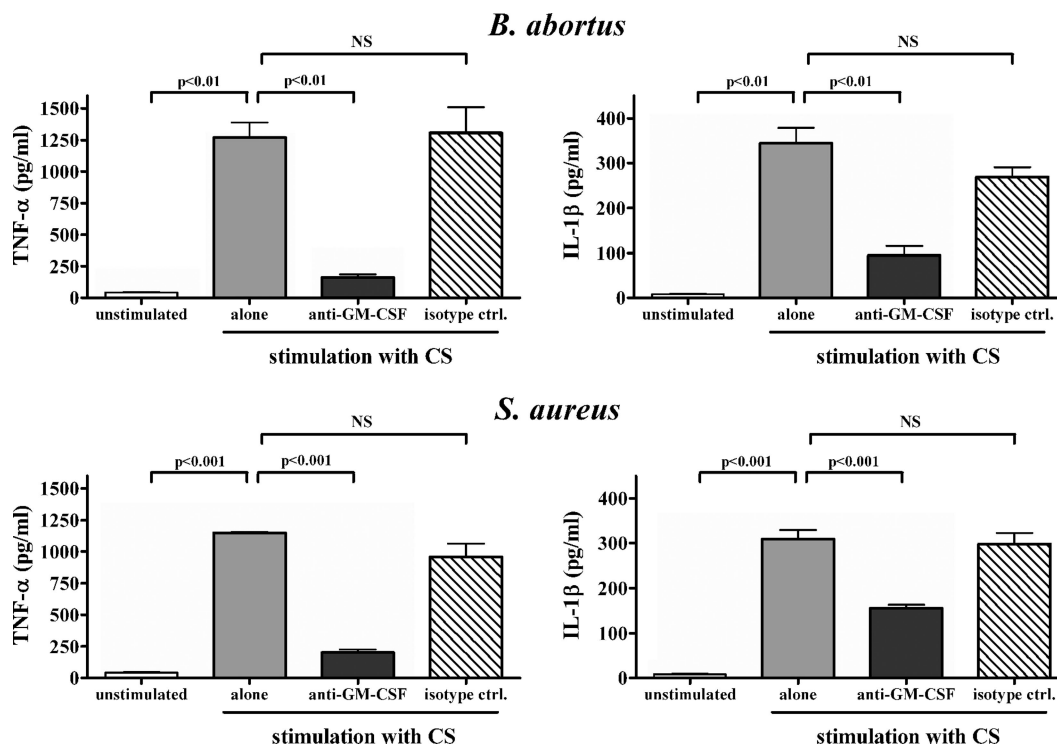 B. abortus
NS
p<0.01 p<0.01
TNF-α (pg/ml)
1500
1250
1000
750
500
250
0
unstimulated alone anti-GM-CSF isotype ctrl.
stimulation with CS
NS
p<0.01 p<0.01
IL-1β (pg/ml)
400
300
200
100
0
unstimulated alone anti-GM-CSF isotype ctrl.
stimulation with CS
S. aureus
NS
p<0.001 p<0.001
TNF-α (pg/ml)
1500
1250
1000
750
500
250
0
unstimulated alone anti-GM-CSF isotype ctrl.
stimulation with CS
NS
p<0.001 p<0.001
IL-1β (pg/ml)
400
300
200
100
0
unstimulated alone anti-GM-CSF isotype ctrl.
stimulation with CS